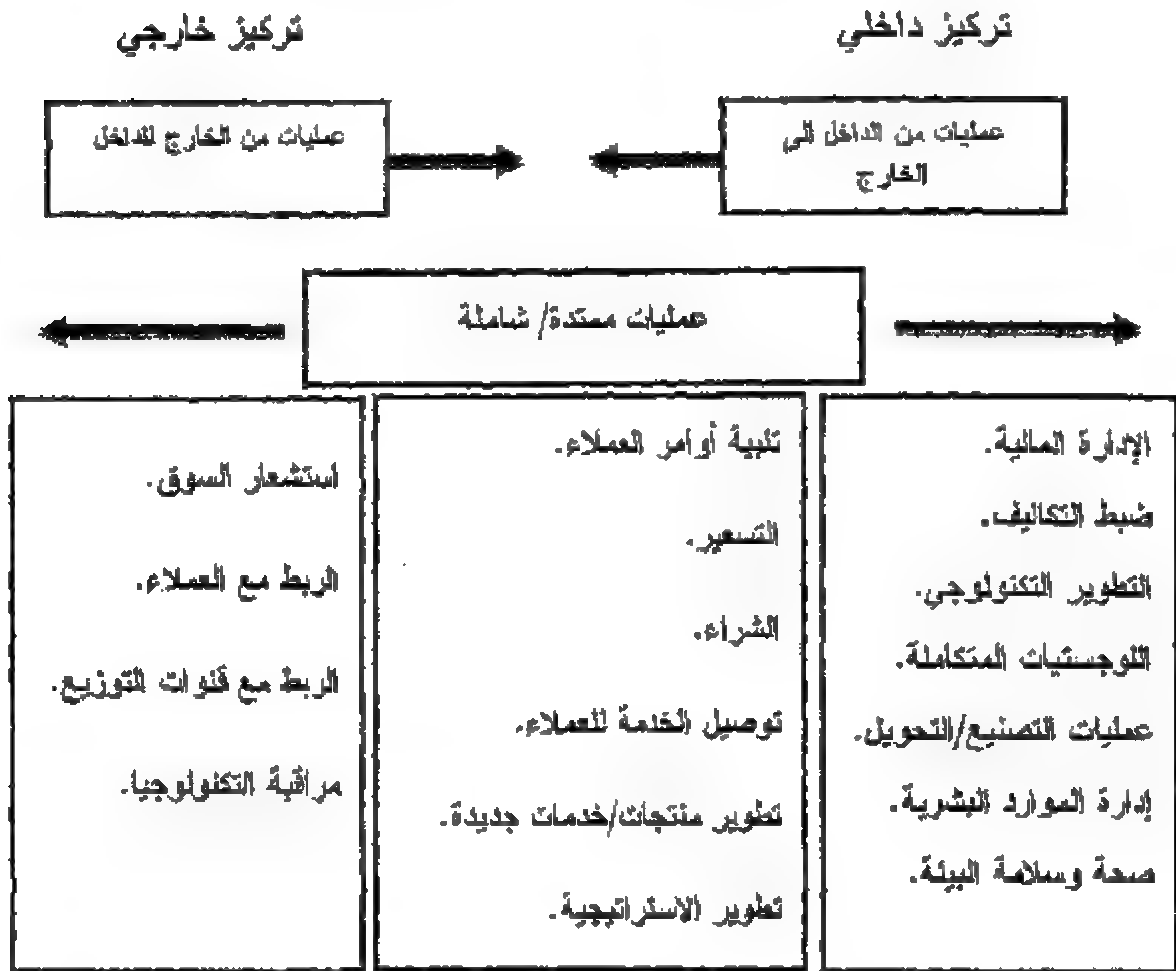 تركيز داخلي
تركيز خارجي
عمليات من الداخل إلى
الخارج
عمليات من الخارج للداخل
عمليات ممتدة/ شاملة
الإدارة المالية.
ضبط التكاليف.
التطوير التكنولوجي.
اللوجستيات المتكاملة.
عمليات التصنيع/التحويل.
إدارة الموارد البشرية.
صحة وسلامة البيئة.
تلبية أوامر العملاء.
التسعير.
الشراء.
توصيل الخدمة للعملاء.
تطوير منتجات/خدمات جديدة.
تطوير الاستراتيجية.
استشعار السوق.
الربط مع العملاء.
الربط مع قنوات التوزيع.
مراقبة التكنولوجيا.